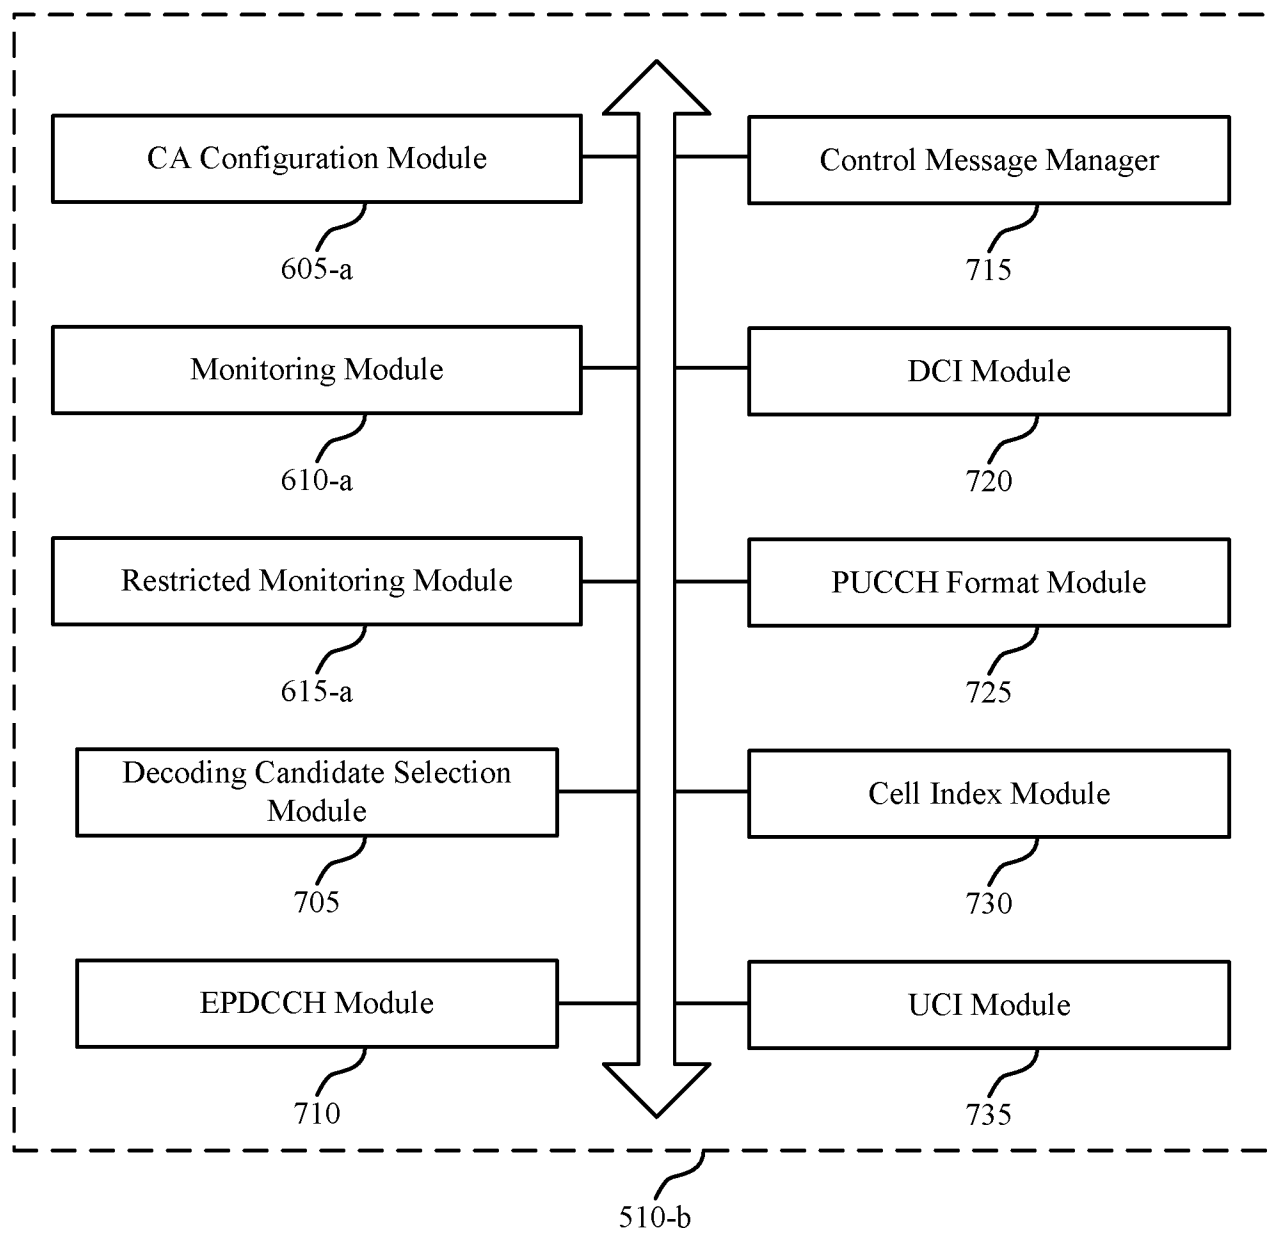 CA Configuration Module
605-a
Control Message Manager
715
Monitoring Module
610-a
DCI Module
720
Restricted Monitoring Module
615-a
PUCCH Format Module
725
Decoding Candidate Selection
Module
705
Cell Index Module
730
EPDCCH Module
710
UCI Module
735
510-b